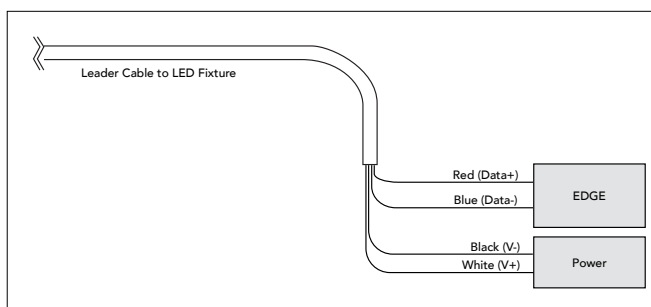 Leader Cable to LED Fixture
Red (Data+)
Blue (Data-)
EDGE
Black (V-)
White (V+)
Power